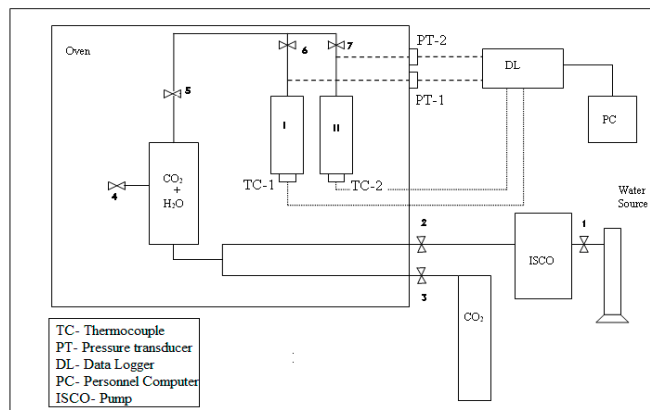 Oven
6
7
PT-2
PT-1
DL
PC
5
I
II
TC-1
TC-2
4
CO2
+
H2O
Water
Source
2
1
ISCO
3
CO2
TC- Thermocouple
PT- Pressure transducer
DL- Data Logger
PC- Personnel Computer
ISCO- Pump